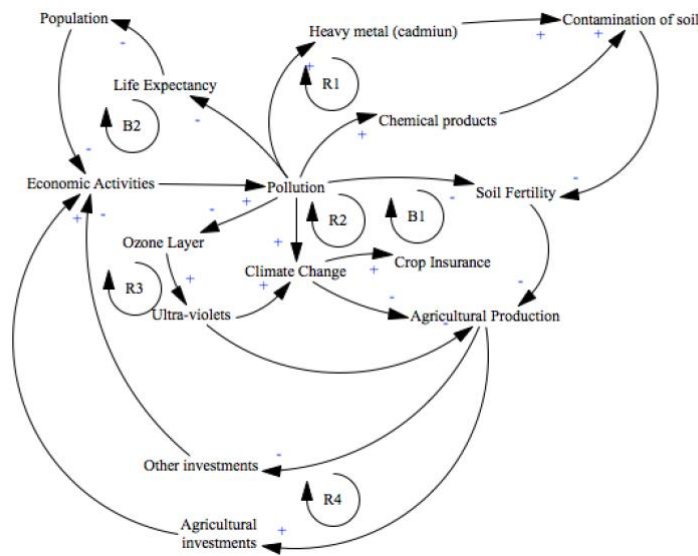 Population
Heavy metal (cadmiun)
Contamination of soil
-
+
+
+
R1
Life Expectancy
B2
-
Chemical products
+
-
-
Economic Activities
Pollution
Soil Fertility
-
+
-
-
+
R2
B1
Ozone Layer
+
Climate Change
Crop Insurance
+
R3
+
+
-
-
-
Ultra-violets
Agricultural Production
Other investments
-
R4
Agricultural
investments
+